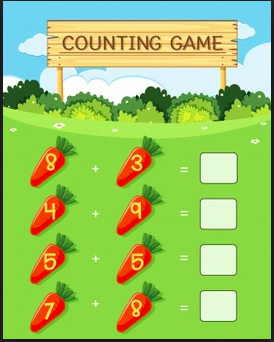 COUNTING GAME
8 + 3 =
4 + 9 =
5 + 5 =
7 + 8 =